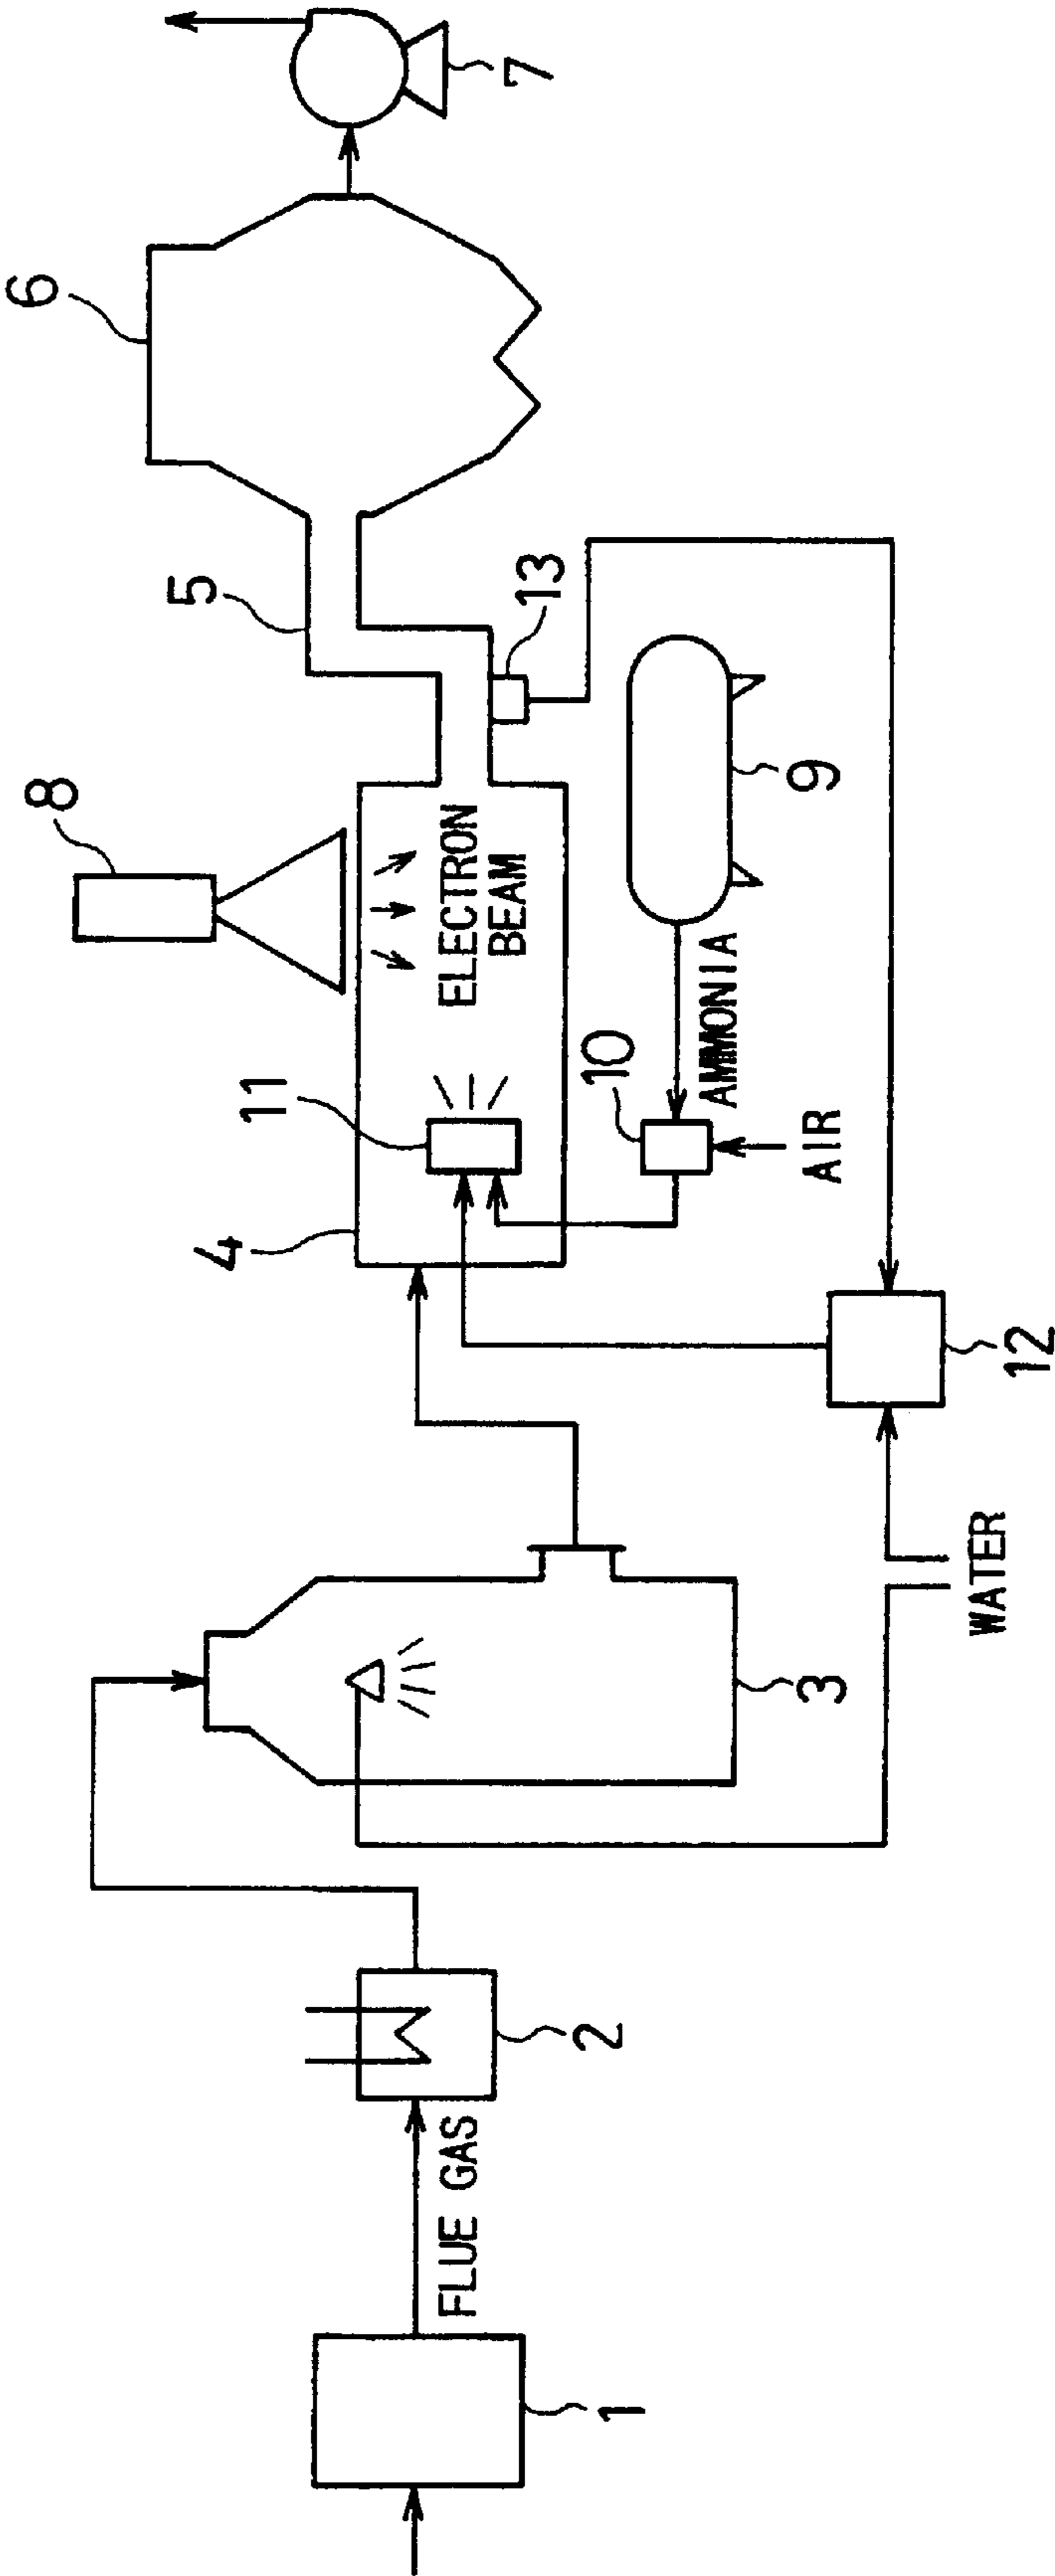 6
7
8
5
13
11
ELECTRON
BEAM
4
10
AMMONIA
9
AIR
12
3
WATER
FLUE GAS
2
1